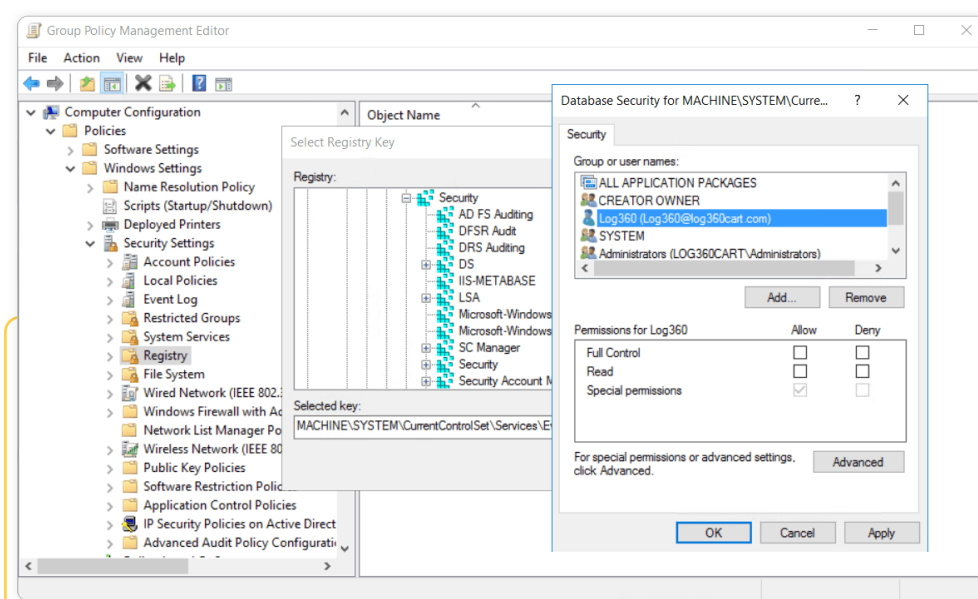 Group Policy Management Editor
File Action View Help
Computer Configuration
Policies
Software Settings
Windows Settings
Name Resolution Policy
Scripts (Startup/Shutdown)
Deployed Printers
Security Settings
Account Policies
Local Policies
Event Log
Restricted Groups
System Services
Registry
File System
Wired Network (IEEE 802.
Windows Firewall with Ad
Network List Manager Po
Wireless Network (IEEE 80
Public Key Policies
Software Restriction Polic
Application Control Policies
IP Security Policies on Active Direct
Advanced Audit Policy Configurati
Object Name
Select Registry Key
Registry:
Security
AD FS Auditing
DFSR Audit
DRS Auditing
DS
IIS-METABASE
LSA
Microsoft-Windows
Microsoft-Windows
SC Manager
Security
Security Account M
Selected key:
MACHINE\SYSTEM\CurrentControlSet\Services\Ev
Database Security for MACHINE\SYSTEM\Curre...
Security
Group or user names:
ALL APPLICATION PACKAGES
CREATOR OWNER
Log360 (Log360@log360cart.com)
SYSTEM
Administrators (LOG360CART\Administrators)
Add... Remove
Permissions for Log360 Allow Deny
Full Control
Read
Special permissions
For special permissions or advanced settings,
click Advanced.
Advanced
OK Cancel Apply